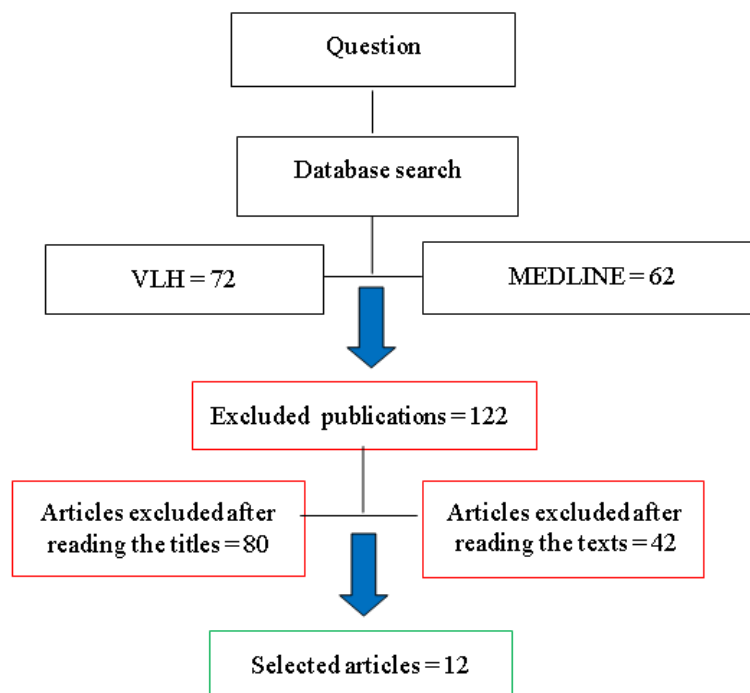 Question
Database search
VLH = 72
MEDLINE = 62
Excluded publications = 122
Articles excluded after
reading the titles = 80
Articles excluded after
reading the texts = 42
Selected articles = 12